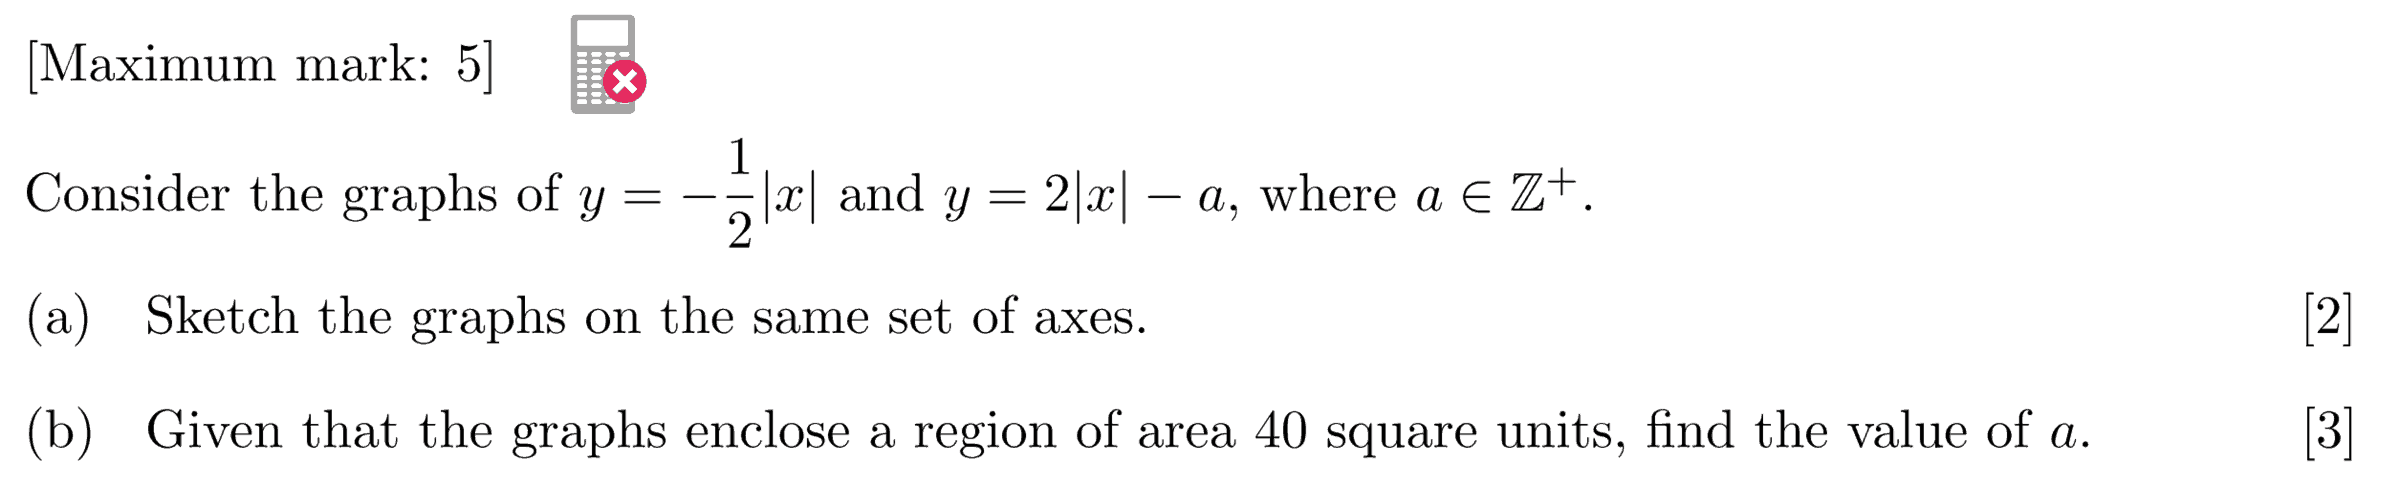 [Maximum mark: 5]
Consider the graphs of y = −\frac{1}{2}|x| and y = 2|x| − a, where a ∈ ℤ⁺.
(a) Sketch the graphs on the same set of axes. [2]
(b) Given that the graphs enclose a region of area 40 square units, find the value of a. [3]